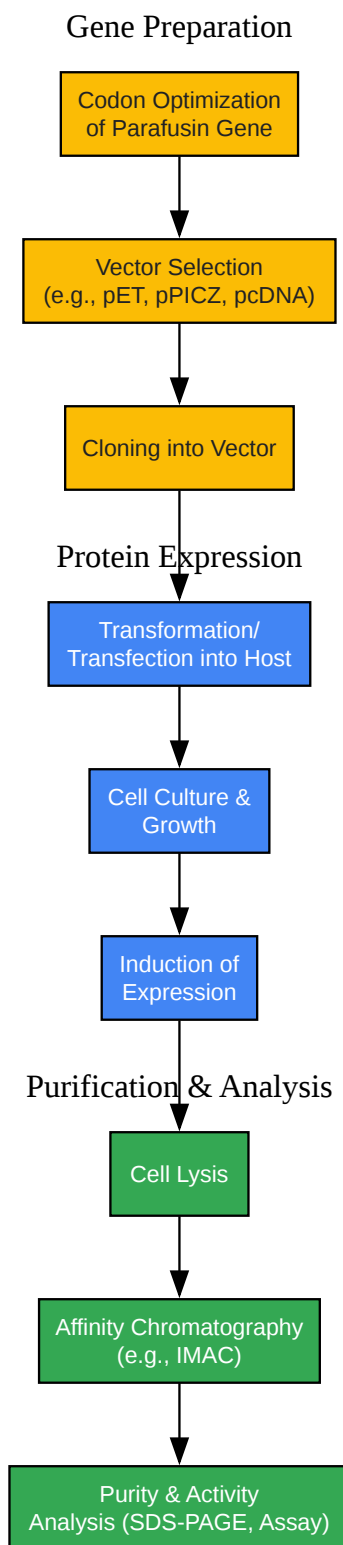 Gene Preparation
Codon Optimization
of Parafusin Gene
Vector Selection
(e.g., pET, pPICZ, pcDNA)
Cloning into Vector
Protein Expression
Transformation/
Transfection into Host
Cell Culture &
Growth
Induction of
Expression
Purification & Analysis
Cell Lysis
Affinity Chromatography
(e.g., IMAC)
Purity & Activity
Analysis (SDS-PAGE, Assay)